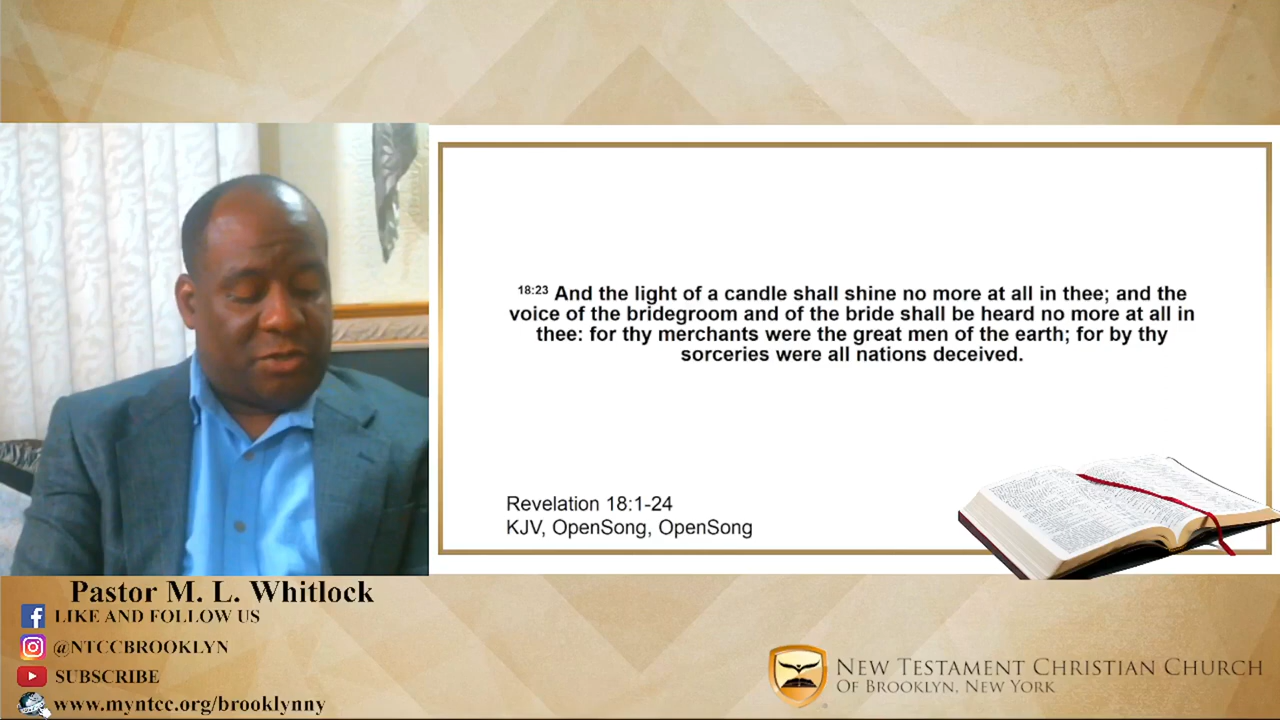 18:23 And the light of a candle shall shine no more at all in thee; and the
voice of the bridegroom and of the bride shall be heard no more at all in
thee: for thy merchants were the great men of the earth; for by thy
sorceries were all nations deceived.
Revelation 18:1-24
KJV, OpenSong, OpenSong
Pastor M. L. Whitlock
LIKE AND FOLLOW US
@NTCCBROOKLYN
SUBSCRIBE
www.myntcc.org/brooklynny
New Testament Christian Church
Of Brooklyn, New York